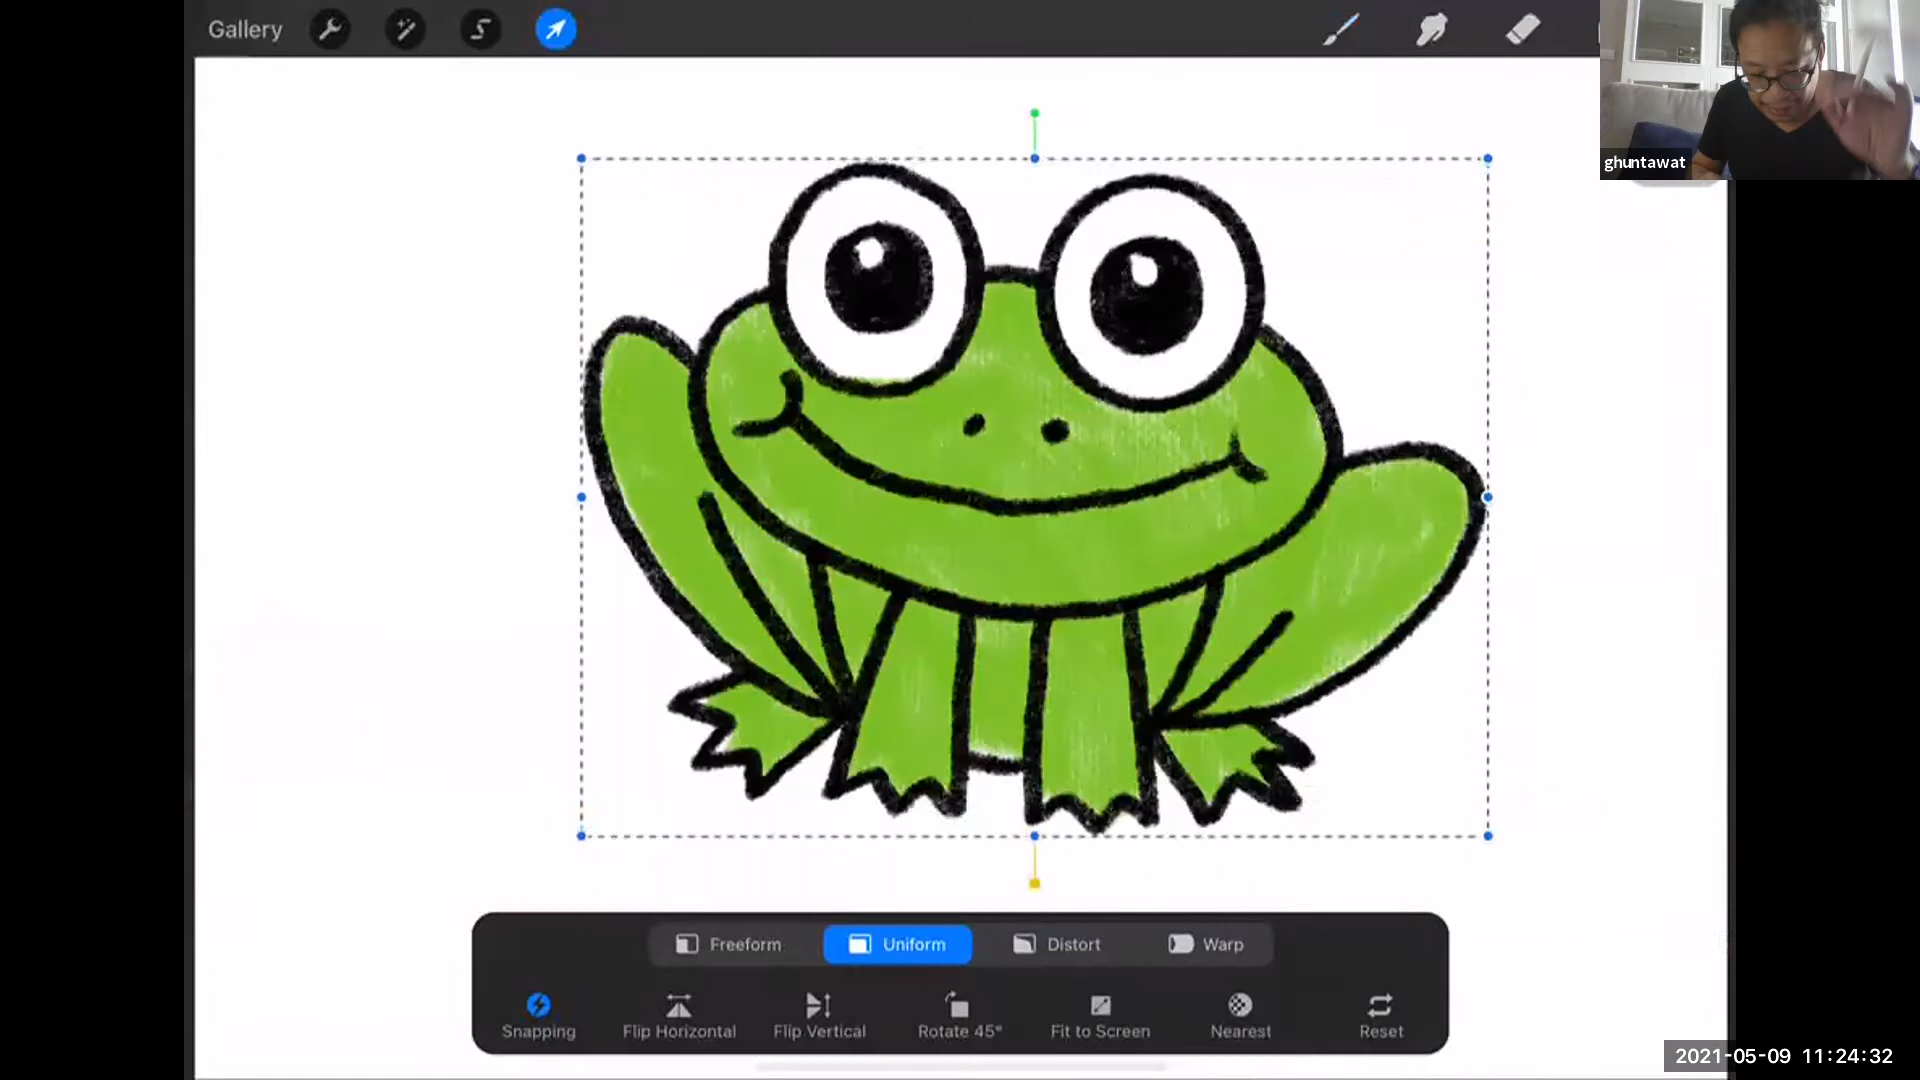 Gallery
ghuntawat
Freeform Uniform Distort Warp
Snapping Flip Horizontal Flip Vertical Rotate 45° Fit to Screen Nearest Reset
2021-05-09 11:24:32